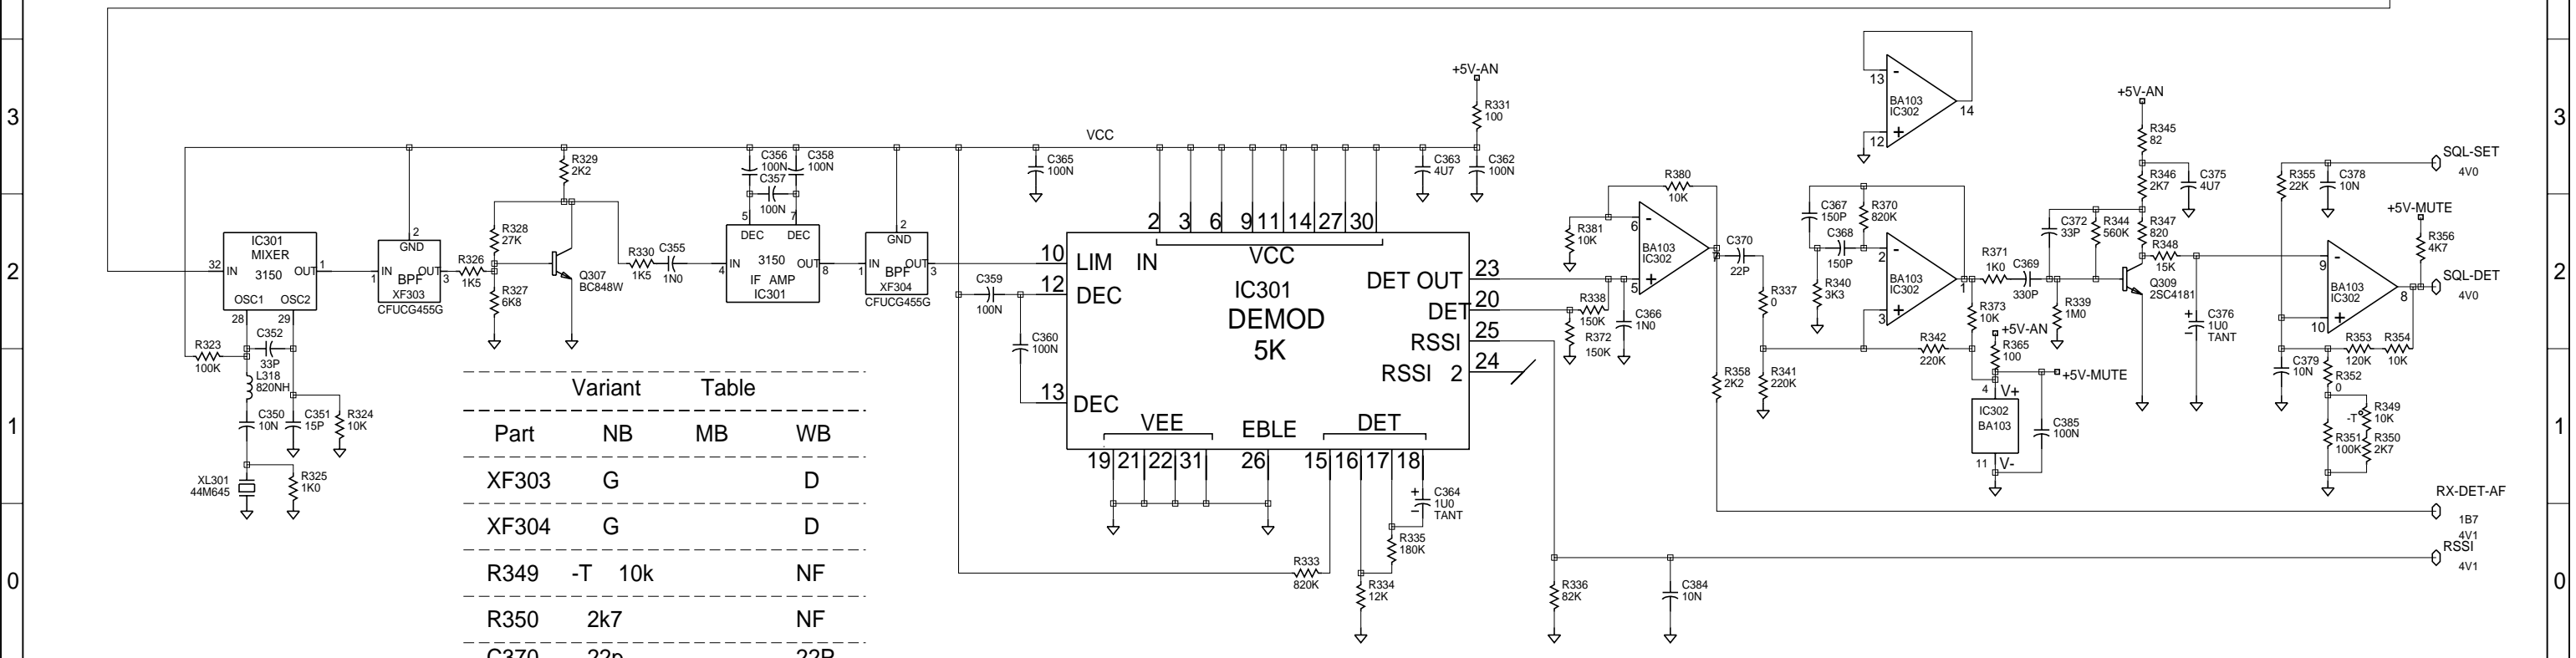 3
2
1
0
32 IN
IC301
MIXER
3150
OUT 1
OSC1 OSC2
28 29
R323
100K
C352
33P
L318
820NH
C350
10N
C351
15P
R324
10K
XL301
44M645
R325
1K0
2
GND
1 IN OUT 3
BPF
XF303
CFUCG455G
R326
1K5
R328
27K
R327
6K8
R329
2K2
Q307
BC848W
R330
1K5
C355
1N0
C356
100N
C358
100N
C357
100N
5 7
DEC DEC
4 IN 3150 OUT 8
IF AMP
IC301
2
GND
1 IN OUT 3
BPF
XF304
CFUCG455G
VCC
C365
100N
C359
100N
C360
100N
+5V-AN
R331
100
C363
4U7
C362
100N
2 3 6 9 11 14 27 30
VCC
10 LIM IN
12 DEC
13 DEC
IC301
DEMOD
5K
DET OUT 23
DET 20
RSSI 25
RSSI 2 24
VEE EBLE DET
19 21 22 31 26 15 16 17 18
C364
1U0
TANT
R335
180K
R333
820K
R334
12K
R336
82K
C384
10N
R338
150K
R372
150K
C366
1N0
R381
10K
R380
10K
6
-
BA103
IC302
+
5
7
C370
22P
R337
0
R358
2K2
R341
220K
13
-
BA103
IC302
14
12 +
C367
150P
R370
820K
C368
150P
R340
3K3
2
-
BA103
IC302
+
3
1
R342
220K
R371
1K0
C369
330P
R373
10K
+5V-AN
R365
100
+5V-MUTE
4 V+
IC302
BA103
11 V-
C385
100N
R339
1M0
C372
33P
R344
560K
+5V-AN
R345
82
R346
2K7
C375
4U7
R347
820
R348
15K
Q309
2SC4181
C376
1U0
TANT
R355
22K
C378
10N
SQL-SET
4V0
+5V-MUTE
R356
4K7
SQL-DET
4V0
9
-
BA103
IC302
+
10
8
R353
120K
R354
10K
C379
10N
R352
0
R349
10K
-T°
R351
100K
R350
2K7
RX-DET-AF
1B7
4V1
RSSI
4V1
Variant Table
Part NB MB WB
XF303 G D
XF304 G D
R349 -T 10k NF
R350 2k7 NF
C370 22p 22P
3
2
1
0